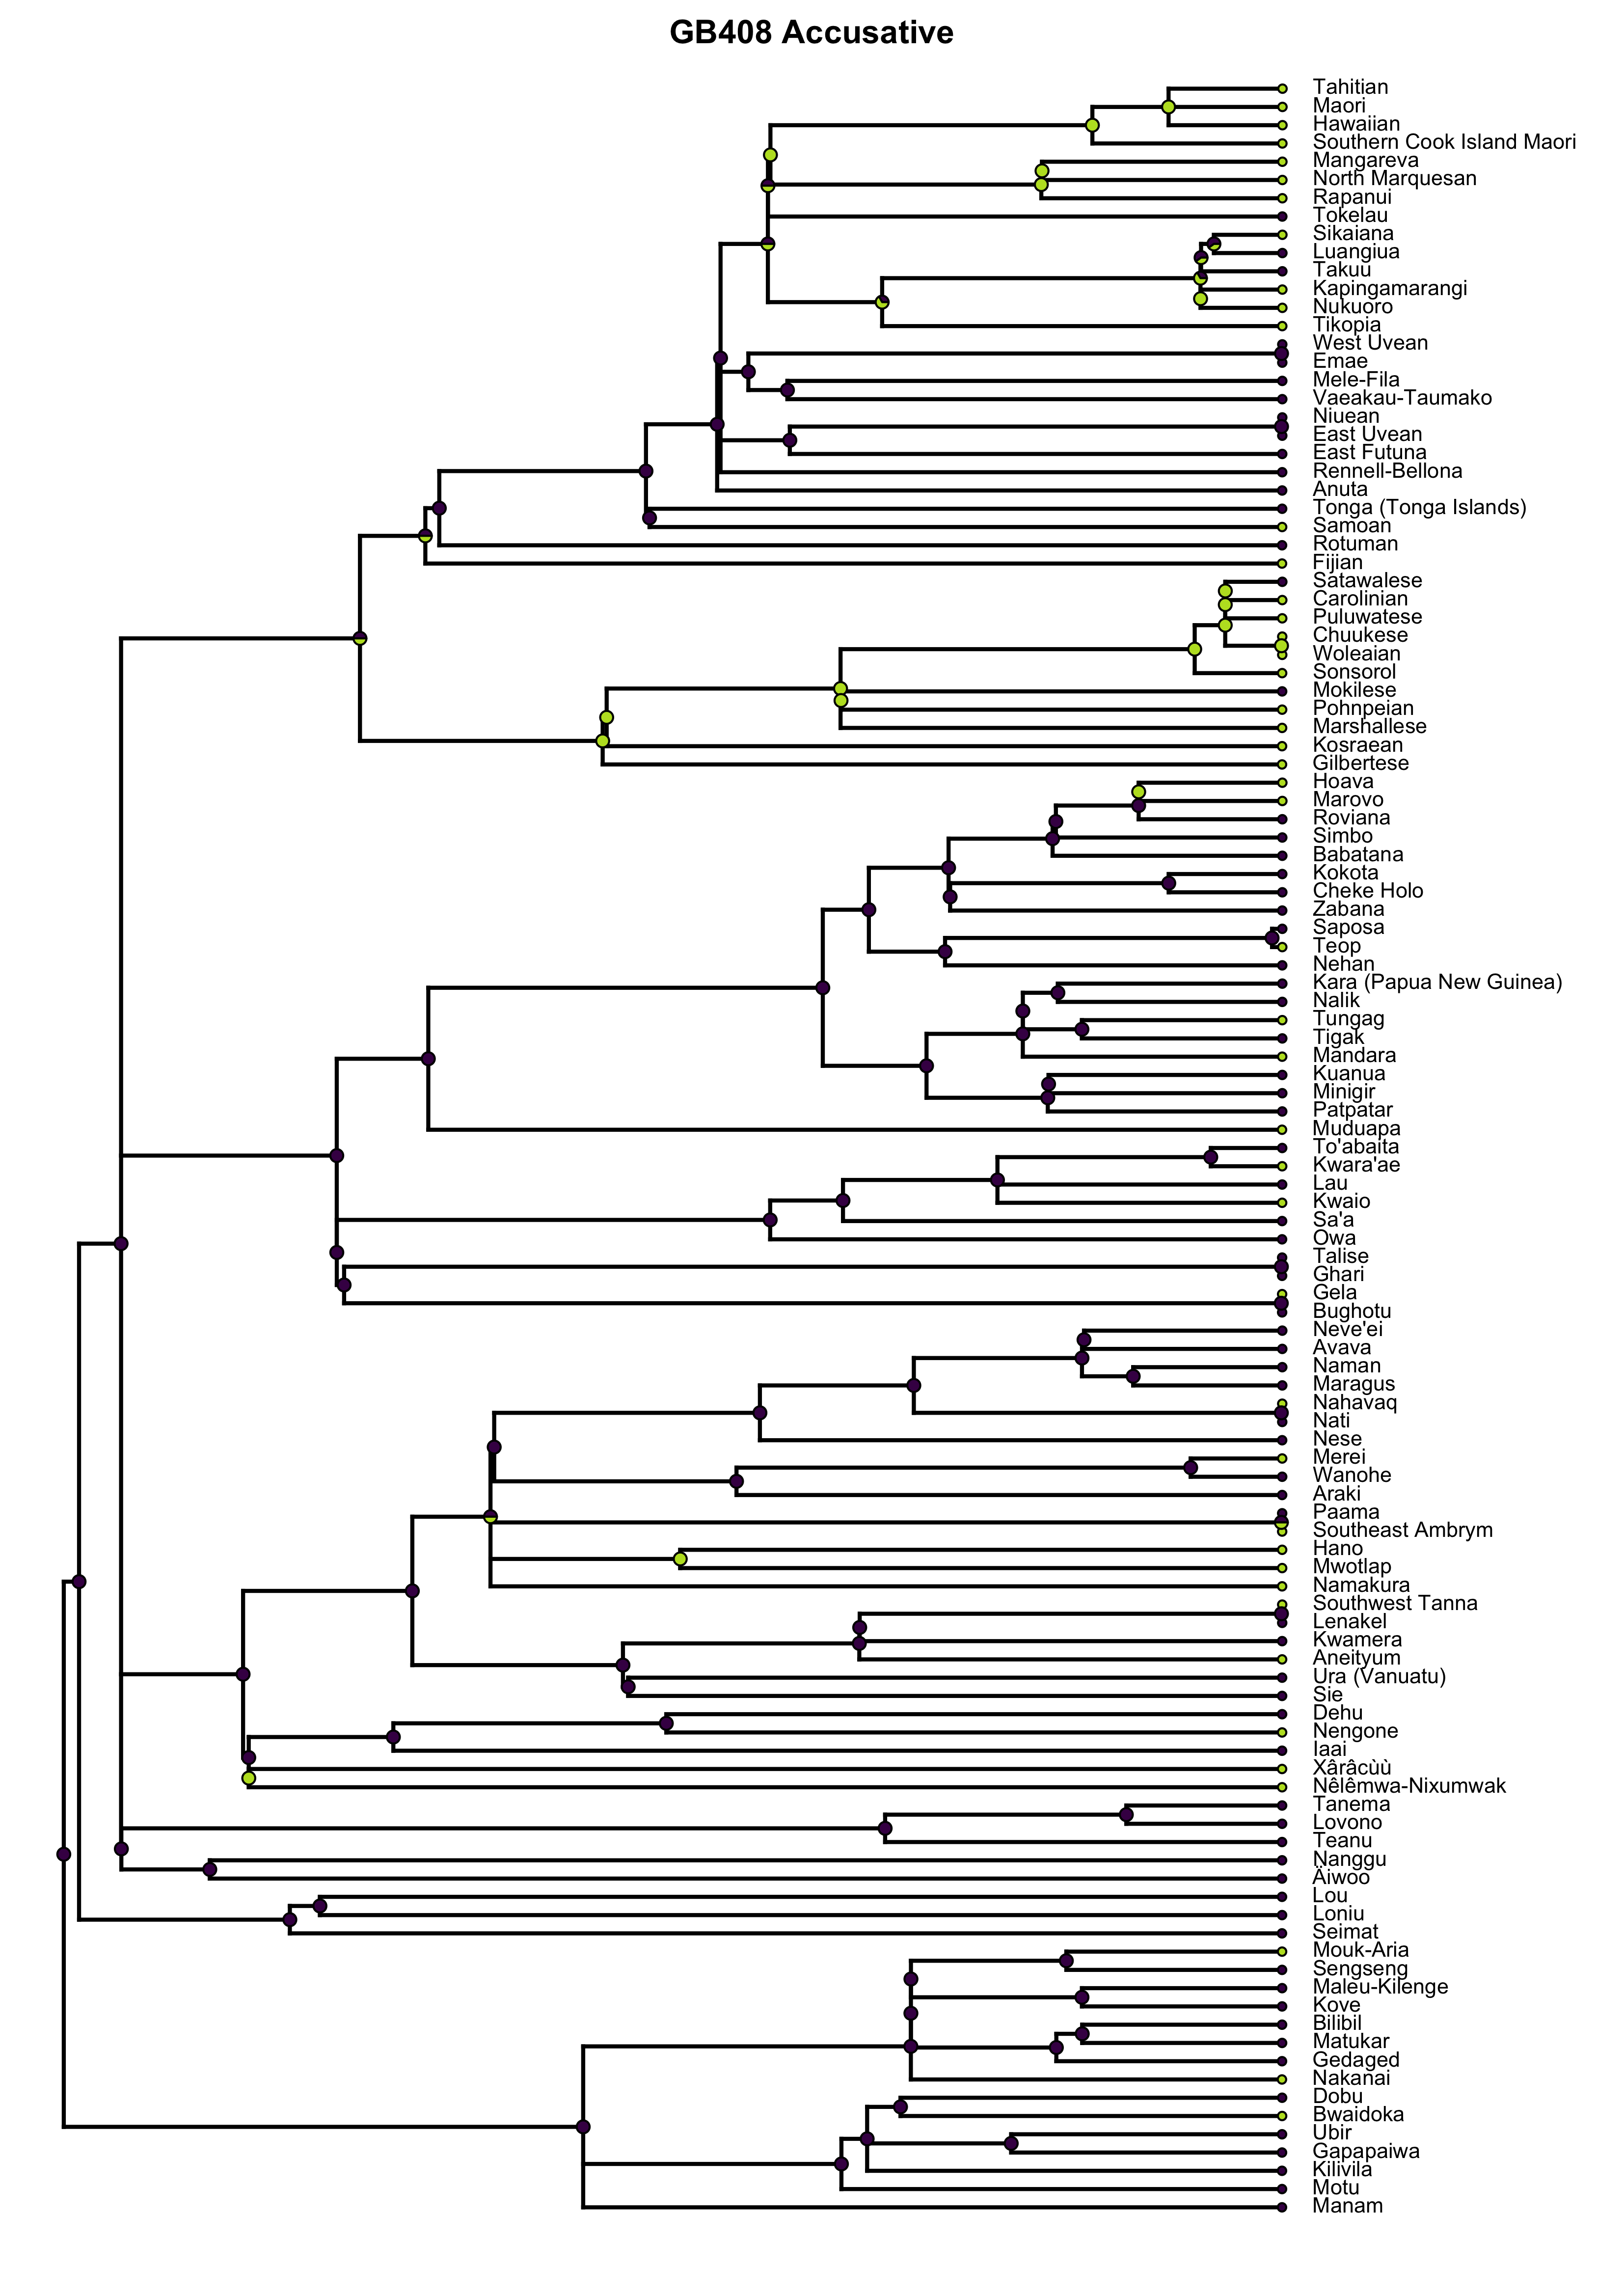 GB408 Accusative
Tahitian
Maori
Hawaiian
Southern Cook Island Maori
Mangareva
North Marquesan
Rapanui
Tokelau
Sikaiana
Luangiua
Takuu
Kapingamarangi
Nukuoro
Tikopia
West Uvean
Emae
Mele-Fila
Vaeakau-Taumako
Niuean
East Uvean
East Futuna
Rennell-Bellona
Anuta
Tonga (Tonga Islands)
Samoan
Rotuman
Fijian
Satawalese
Carolinian
Puluwatese
Chuukese
Woleaian
Sonsorol
Mokilese
Pohnpeian
Marshallese
Kosraean
Gilbertese
Hoava
Marovo
Roviana
Simbo
Babatana
Kokota
Cheke Holo
Zabana
Saposa
Teop
Nehan
Kara (Papua New Guinea)
Nalik
Tungag
Tigak
Mandara
Kuanua
Minigir
Patpatar
Muduapa
To'abaita
Kwara'ae
Lau
Kwaio
Sa'a
Owa
Talise
Ghari
Gela
Bughotu
Neve'ei
Avava
Naman
Maragus
Nahavaq
Nati
Nese
Merei
Wanohe
Araki
Paama
Southeast Ambrym
Hano
Mwotlap
Namakura
Southwest Tanna
Lenakel
Kwamera
Aneityum
Ura (Vanuatu)
Sie
Dehu
Nengone
Iaai
Xârâcùù
Nêlêmwa-Nixumwak
Tanema
Lovono
Teanu
Nanggu
Äiwoo
Lou
Loniu
Seimat
Mouk-Aria
Sengseng
Maleu-Kilenge
Kove
Bilibil
Matukar
Gedaged
Nakanai
Dobu
Bwaidoka
Ubir
Gapapaiwa
Kilivila
Motu
Manam